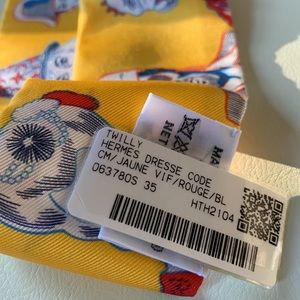 TWILLY
HERMES DRESSE CODE
CM/JAUNE VIF/ROUGE/BL
063780S 35
HTH2104